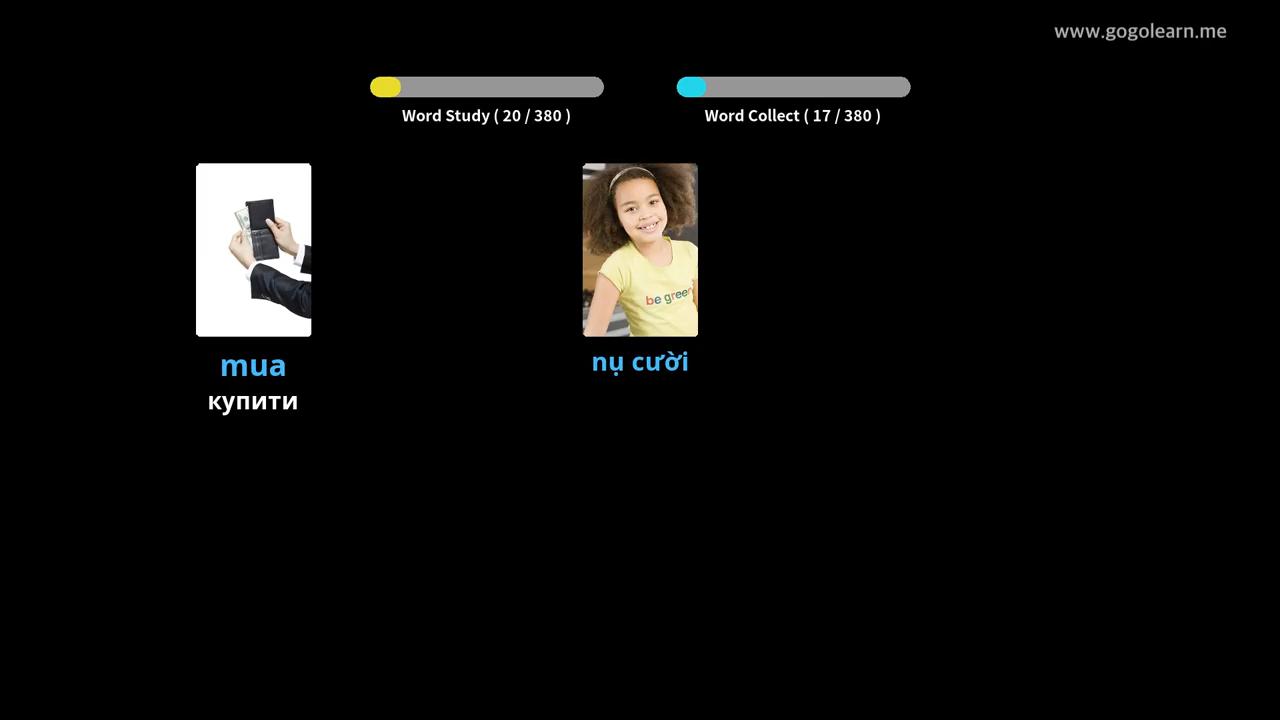 www.gogolearn.me
Word Study ( 20 / 380 )
Word Collect ( 17 / 380 )
be green
mua
купити
nụ cười